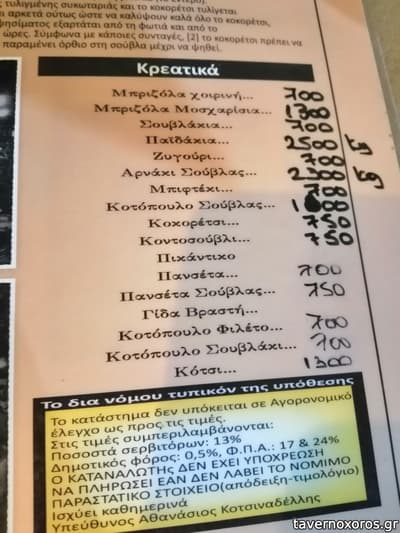 τυλιγμένης συκωταριάς και το κοκορέτσι τυλίγεται
αρκετά ούτως ώστε να καλύψουν καλά όλο το κοκορέτσι,
ψησίματος εξαρτάται από τη φωτιά και από το
ώρες. Σύμφωνα με κάποιες συνταγές, [2] το κοκορέτσι πρέπει να
παραμένει όρθιο στη σούβλα μέχρι να ψηθεί.
Κρεατικά
Μπριζόλα χοιρινή... 700
Μπριζόλα Μοσχαρίσια... 1300
Σουβλάκια... 700
Παϊδάκια... 2500
Ζυγούρι... 700
Αρνάκι Σούβλας... 2300
Μπιφτέκι... 700
Κοτόπουλο Σούβλας...
Κοκορέτσι... 750
Κοντοσούβλι... 750
Πικάντικο
Πανσέτα... 700
Πανσέτα Σούβλας... 750
Γίδα Βραστή...
Κοτόπουλο Φιλέτο... 700
Κοτόπουλο Σουβλάκι... 700
Κότσι... 1300
Το δια νόμου τυπικόν της υπόθεσης
Το κατάστημα δεν υπόκειται σε Αγορονομικό
έλεγχο ως προς τις τιμές.
Στις τιμές συμπεριλαμβάνονται:
Ποσοστά σερβιτόρων: 13%
Δημοτικός φόρος: 0,5%, Φ.Π.Α.: 17 & 24%
Ο ΚΑΤΑΝΑΛΩΤΗΣ ΔΕΝ ΕΧΕΙ ΥΠΟΧΡΕΩΣΗ
ΝΑ ΠΛΗΡΩΣΕΙ ΕΑΝ ΔΕΝ ΛΑΒΕΙ ΤΟ ΝΟΜΙΜΟ
ΠΑΡΑΣΤΑΤΙΚΟ ΣΤΟΙΧΕΙΟ(απόδειξη-τιμολόγιο)
Ισχύει καθημερινά
Υπεύθυνος Αθανάσιος Κοτσιναδέλλης
tavernoxoros.gr